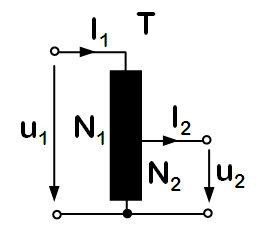 I₁ T
u₁ N₁ I₂
N₂ u₂